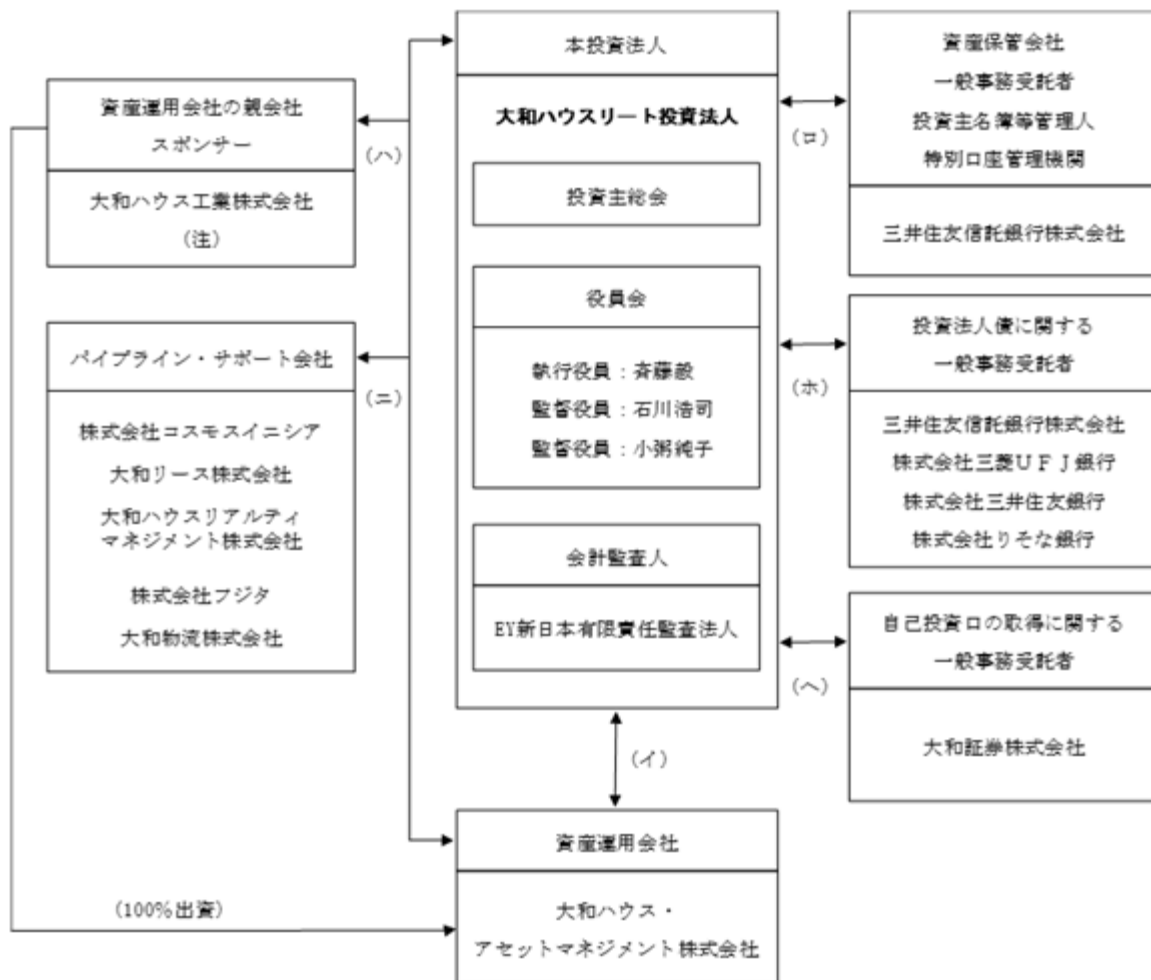 本投資法人
大和ハウスリート投資法人
投資主総会
役員会
執行役員：斉藤毅
監督役員：石川浩司
監督役員：小粥純子
会計監査人
EY新日本有限責任監査法人
資産運用会社の親会社
スポンサー
大和ハウス工業株式会社
（注）
（ハ）
パイプライン・サポート会社
株式会社コスモスイニシア
大和リース株式会社
大和ハウスリアルティ
マネジメント株式会社
株式会社フジタ
大和物流株式会社
（ニ）
（ロ）
資産保管会社
一般事務受託者
投資主名簿等管理人
特別口座管理機関
三井住友信託銀行株式会社
（ホ）
投資法人債に関する
一般事務受託者
三井住友信託銀行株式会社
株式会社三菱ＵＦＪ銀行
株式会社三井住友銀行
株式会社りそな銀行
（ヘ）
自己投資口の取得に関する
一般事務受託者
大和証券株式会社
（イ）
資産運用会社
大和ハウス・
アセットマネジメント株式会社
（100％出資）